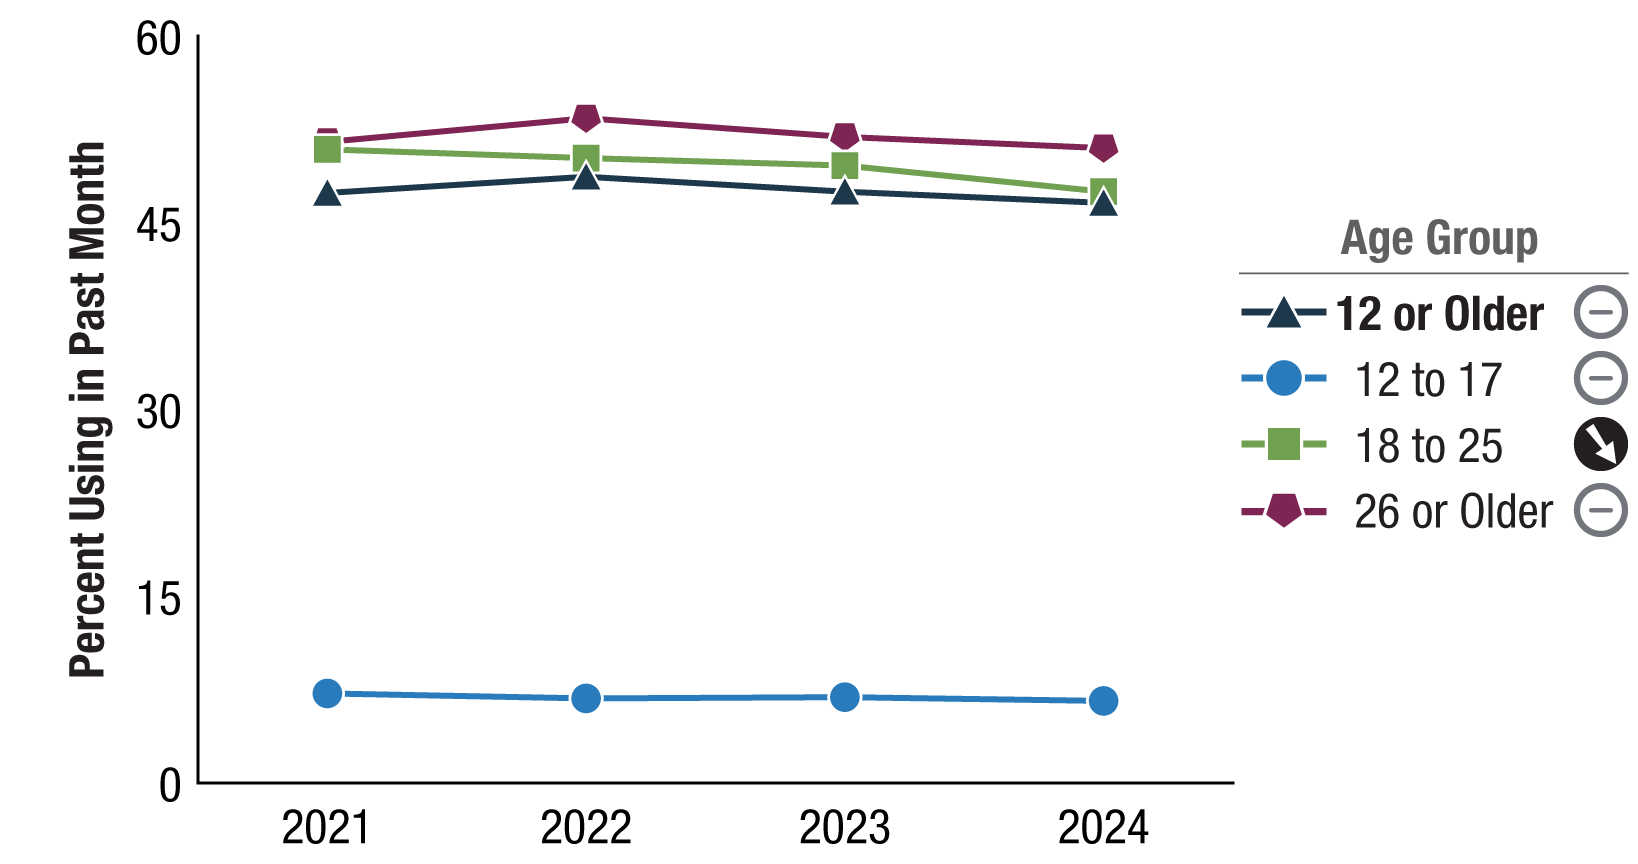 Percent Using in Past Month
60
45
30
15
0
2021 2022 2023 2024
Age Group
12 or Older
12 to 17
18 to 25
26 or Older